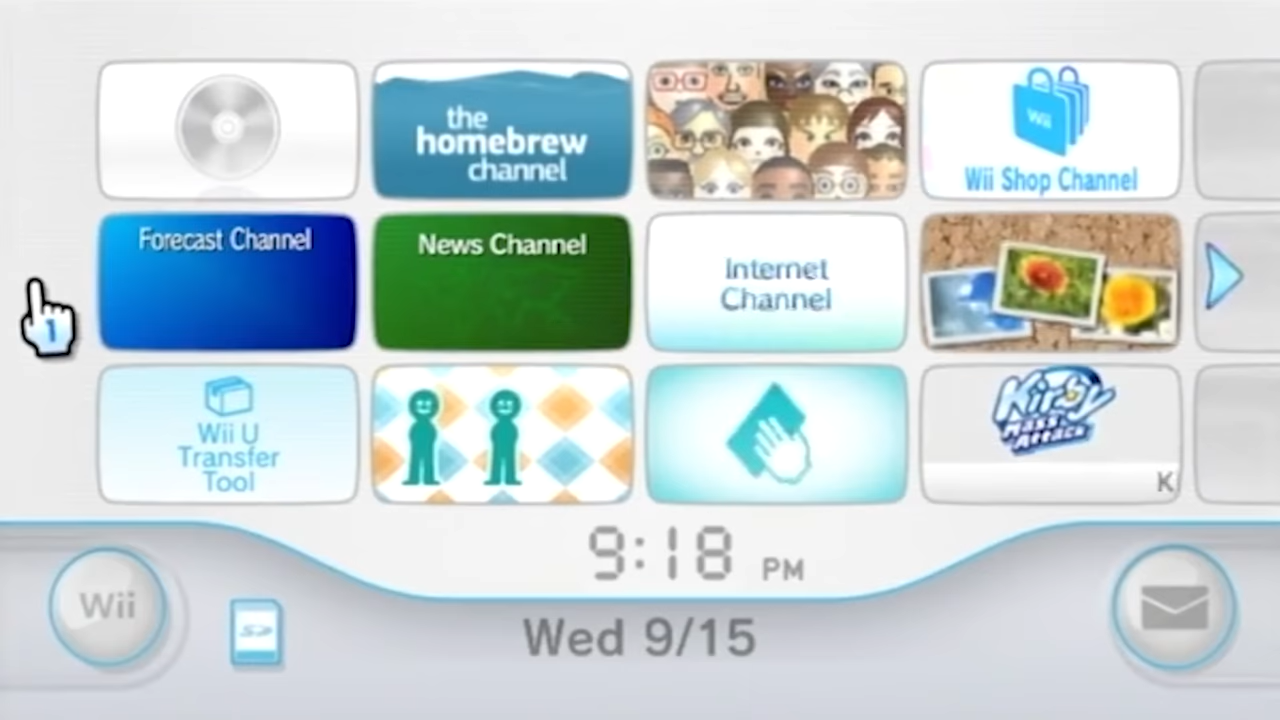 the
homebrew
channel
Wii
Wii Shop Channel
Forecast Channel
News Channel
Internet
Channel
1
Wii U
Transfer
Tool
Kirby
Mass
Attack
K
9:18 PM
Wii
SD
Wed 9/15